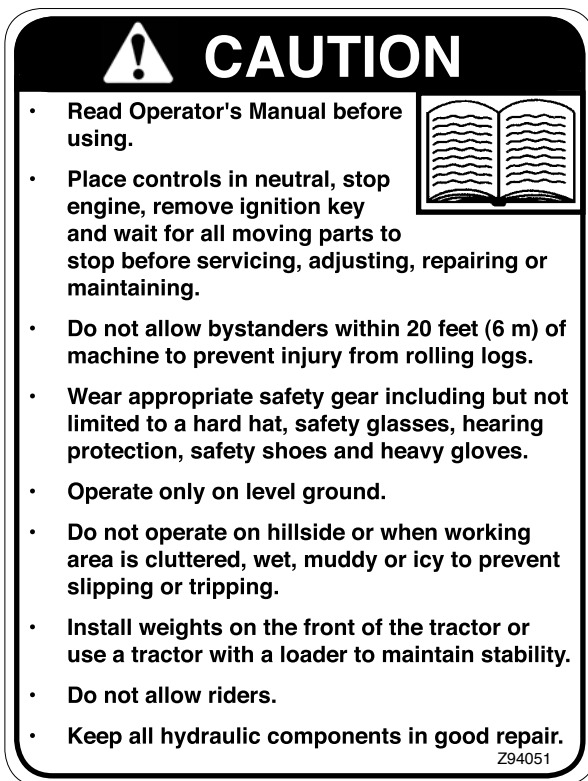 CAUTION
• Read Operator's Manual before
using.
• Place controls in neutral, stop
engine, remove ignition key
and wait for all moving parts to
stop before servicing, adjusting, repairing or
maintaining.
• Do not allow bystanders within 20 feet (6 m) of
machine to prevent injury from rolling logs.
• Wear appropriate safety gear including but not
limited to a hard hat, safety glasses, hearing
protection, safety shoes and heavy gloves.
• Operate only on level ground.
• Do not operate on hillside or when working
area is cluttered, wet, muddy or icy to prevent
slipping or tripping.
• Install weights on the front of the tractor or
use a tractor with a loader to maintain stability.
• Do not allow riders.
• Keep all hydraulic components in good repair.
Z94051